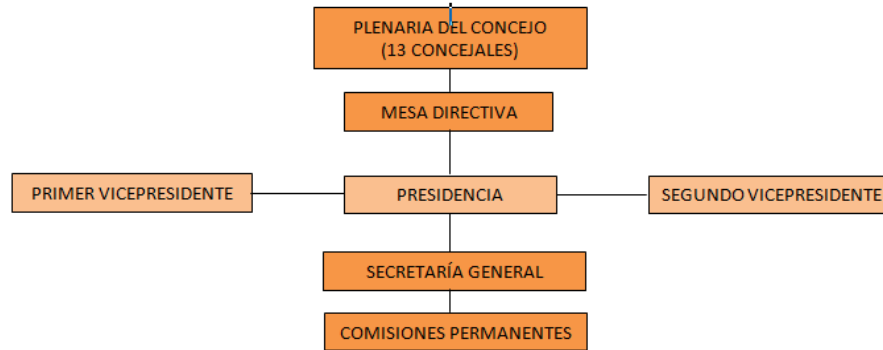 PLENARIA DEL CONCEJO
(13 CONCEJALES)
MESA DIRECTIVA
PRIMER VICEPRESIDENTE
PRESIDENCIA
SEGUNDO VICEPRESIDENTE
SECRETARÍA GENERAL
COMISIONES PERMANENTES